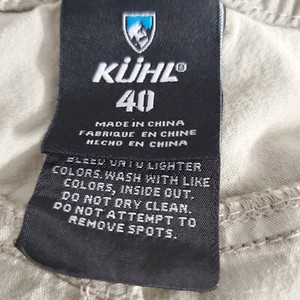 KÜHL®
40
MADE IN CHINA
FABRIQUE EN CHINE
HECHO EN CHINA
BLEED ONTO LIGHTER
COLORS. WASH WITH LIKE
COLORS, INSIDE OUT.
DO NOT DRY CLEAN.
DO NOT ATTEMPT TO
REMOVE SPOTS.